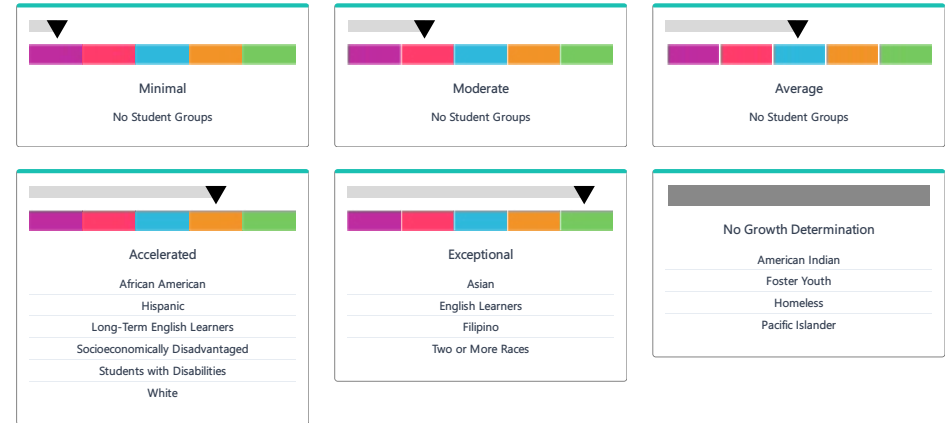 Minimal
No Student Groups
Moderate
No Student Groups
Average
No Student Groups
Accelerated
African American
Hispanic
Long-Term English Learners
Socioeconomically Disadvantaged
Students with Disabilities
White
Exceptional
Asian
English Learners
Filipino
Two or More Races
No Growth Determination
American Indian
Foster Youth
Homeless
Pacific Islander